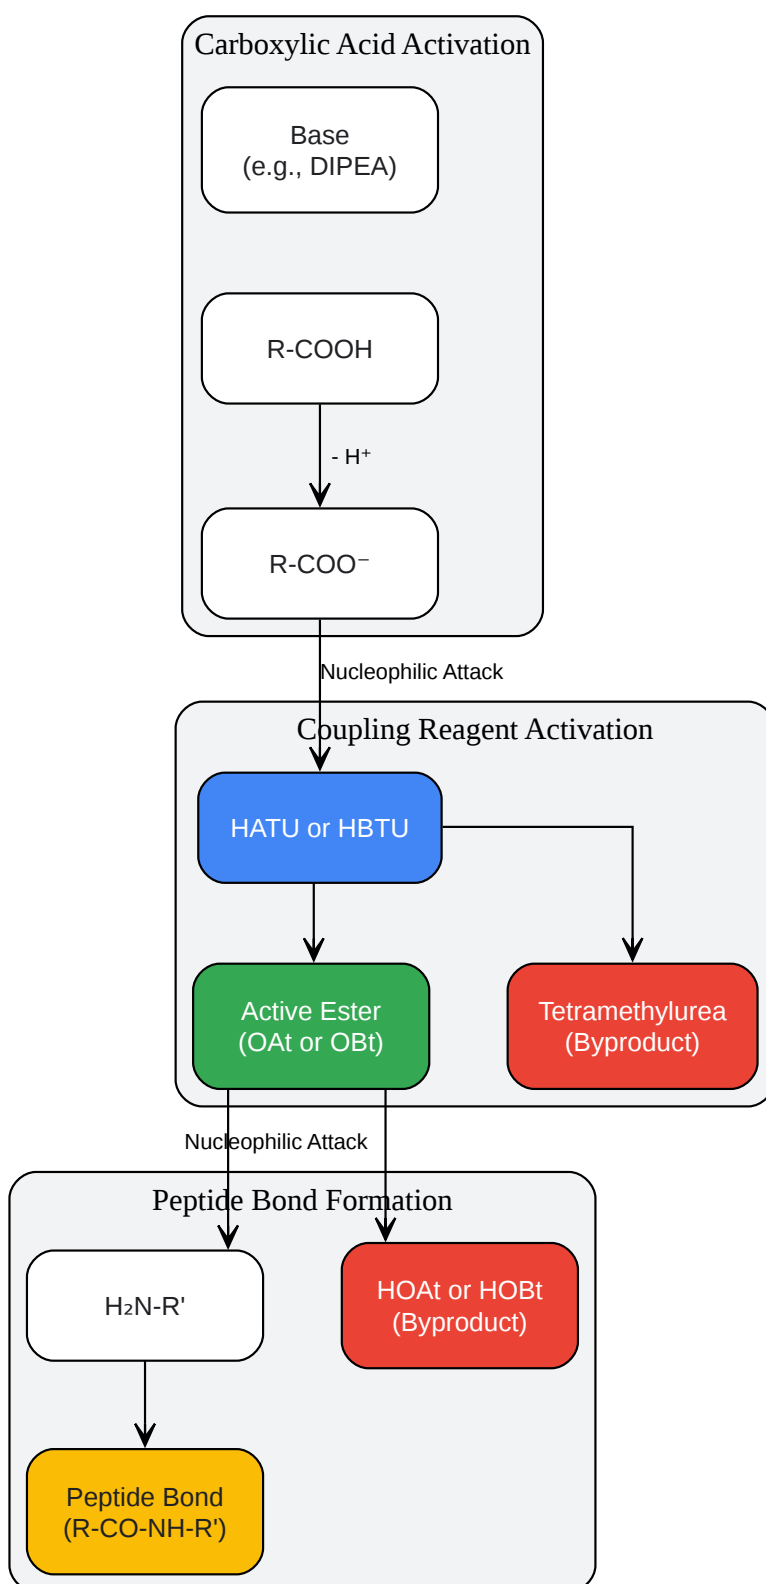 Carboxylic Acid Activation
Base
(e.g., DIPEA)
R-COOH
- H⁺
R-COO⁻
Nucleophilic Attack
Coupling Reagent Activation
HATU or HBTU
Active Ester
(OAt or OBt)
Tetramethylurea
(Byproduct)
Nucleophilic Attack
Peptide Bond Formation
H₂N-R'
HOAt or HOBt
(Byproduct)
Peptide Bond
(R-CO-NH-R')